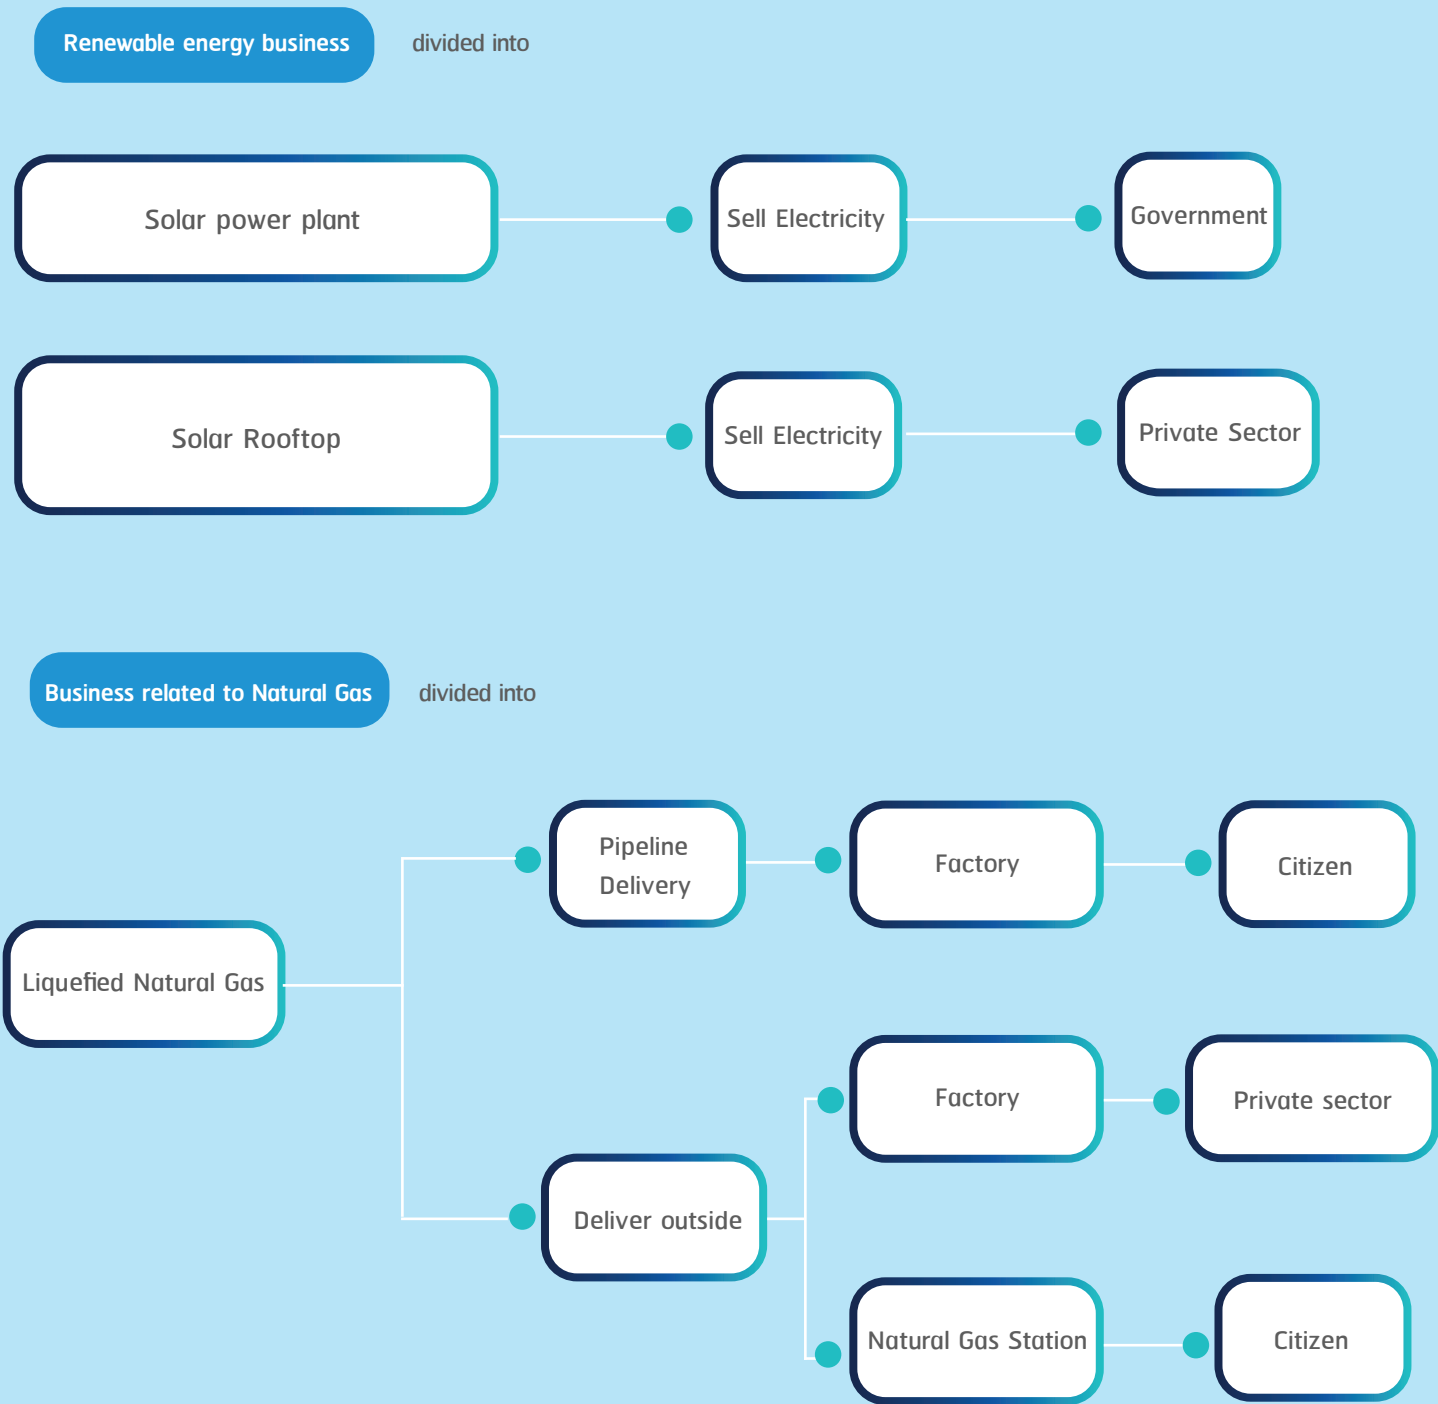 Renewable energy business divided into
Solar power plant
Sell Electricity
Government
Solar Rooftop
Sell Electricity
Private Sector
Business related to Natural Gas divided into
Liquefied Natural Gas
Pipeline
Delivery
Factory
Citizen
Deliver outside
Factory
Private sector
Natural Gas Station
Citizen